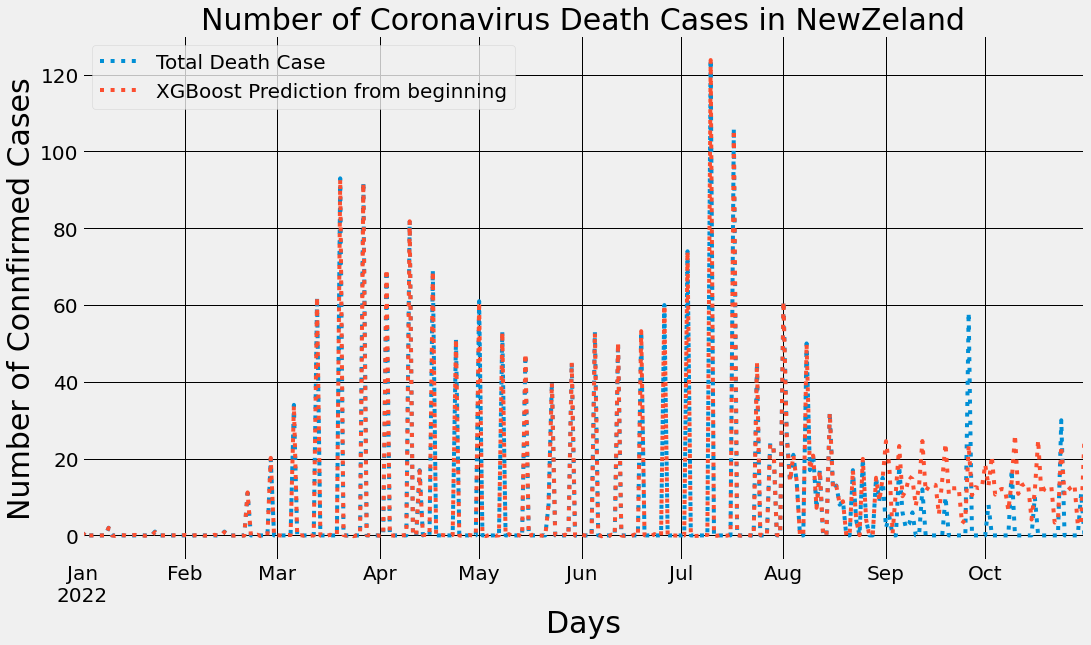 Number of Coronavirus Death Cases in NewZeland
Total Death Case
XGBoost Prediction from beginning
Number of Connfirmed Cases
120
100
80
60
40
20
0
Jan Feb Mar Apr May Jun Jul Aug Sep Oct
2022
Days